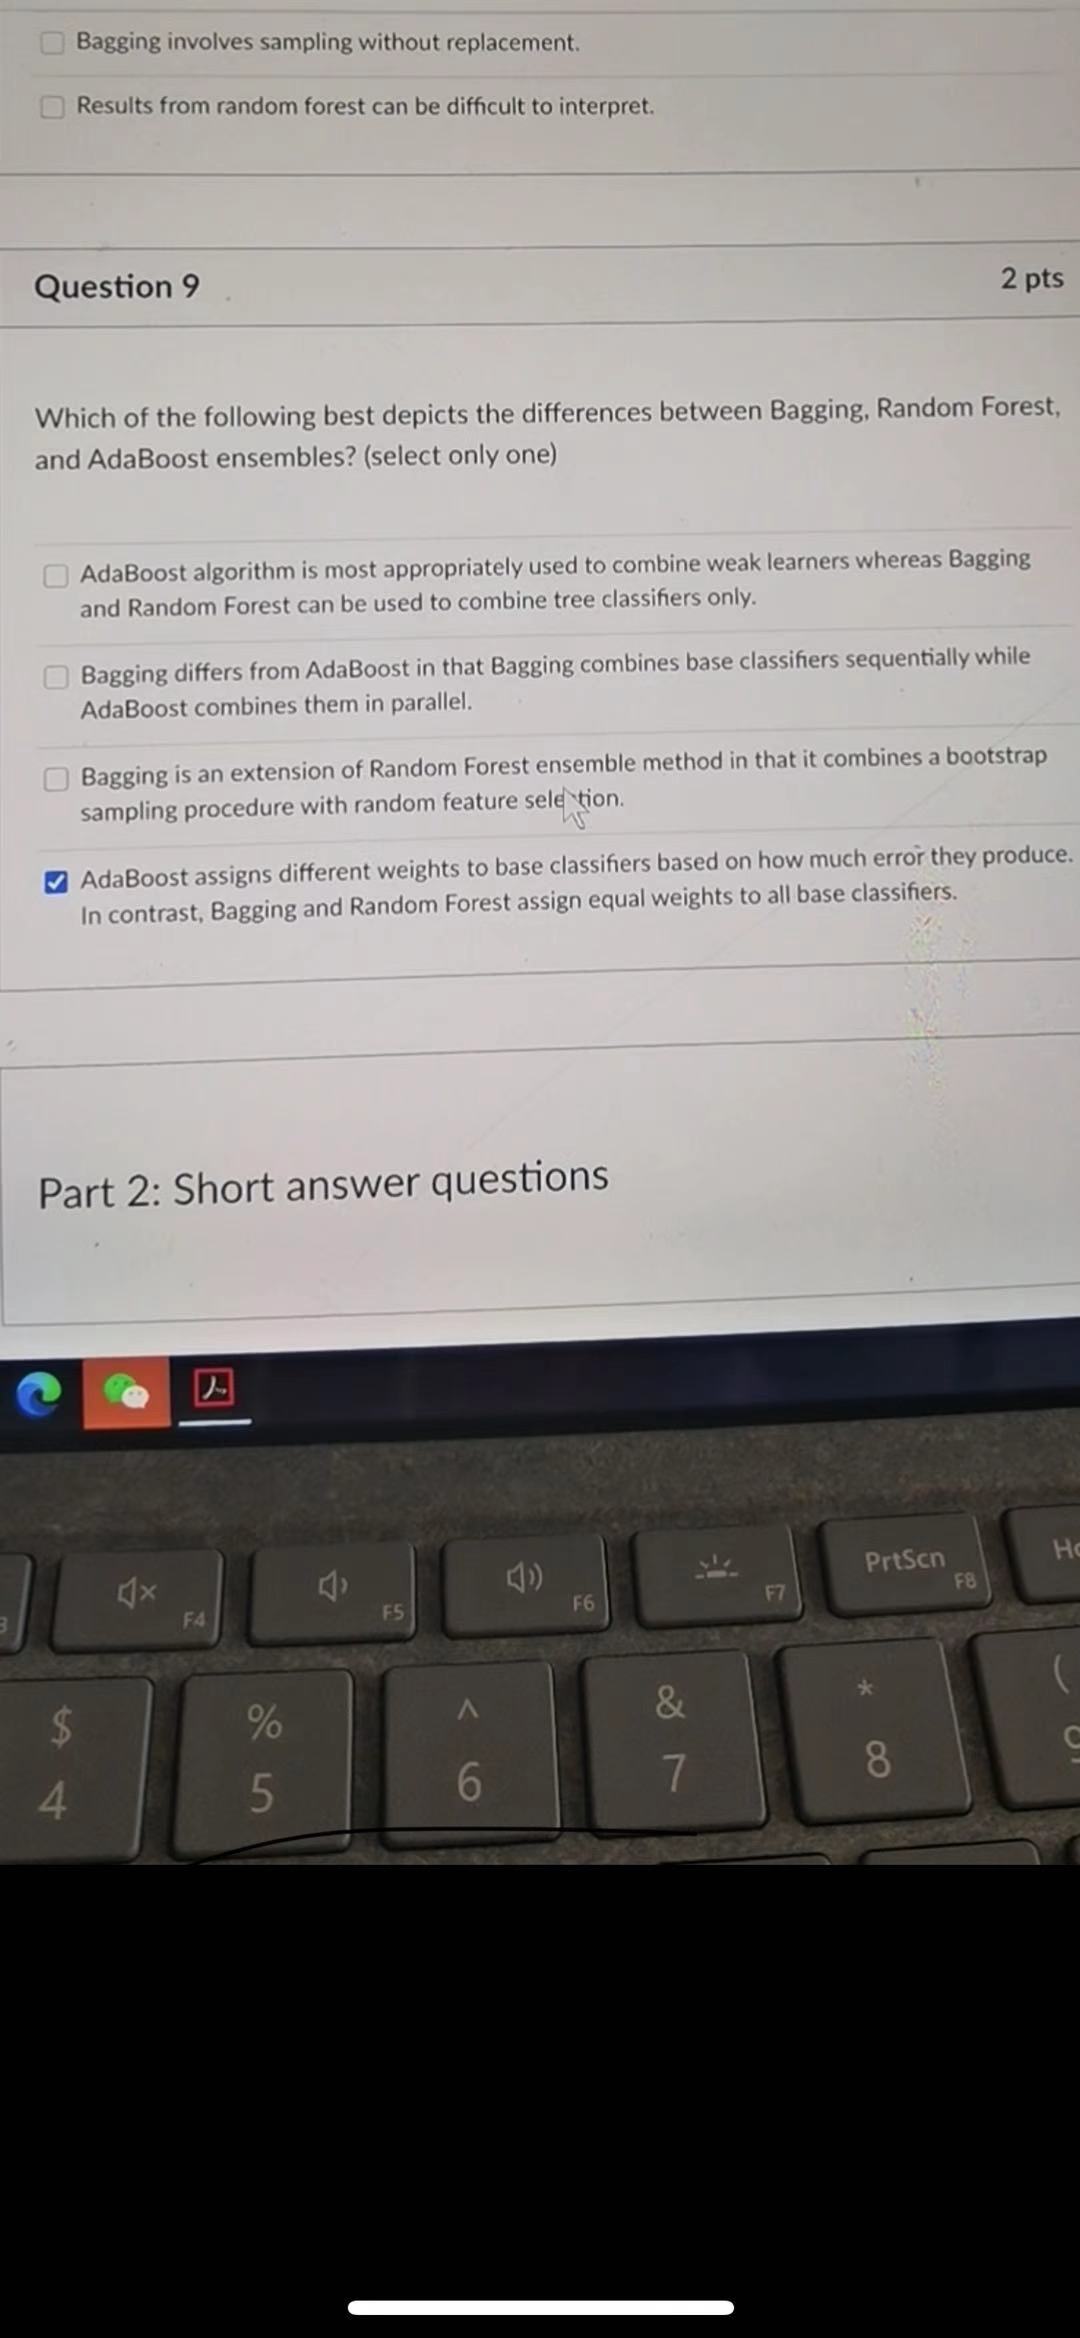 Bagging involves sampling without replacement.
Results from random forest can be difficult to interpret.
Question 9
2 pts
Which of the following best depicts the differences between Bagging, Random Forest,
and AdaBoost ensembles? (select only one)
AdaBoost algorithm is most appropriately used to combine weak learners whereas Bagging
and Random Forest can be used to combine tree classifiers only.
Bagging differs from AdaBoost in that Bagging combines base classifiers sequentially while
AdaBoost combines them in parallel.
Bagging is an extension of Random Forest ensemble method in that it combines a bootstrap
sampling procedure with random feature selection.
AdaBoost assigns different weights to base classifiers based on how much error they produce.
In contrast, Bagging and Random Forest assign equal weights to all base classifiers.
Part 2: Short answer questions
F4 F5 F6 F7 PrtScn F8
$ % ^ & * (
4 5 6 7 8